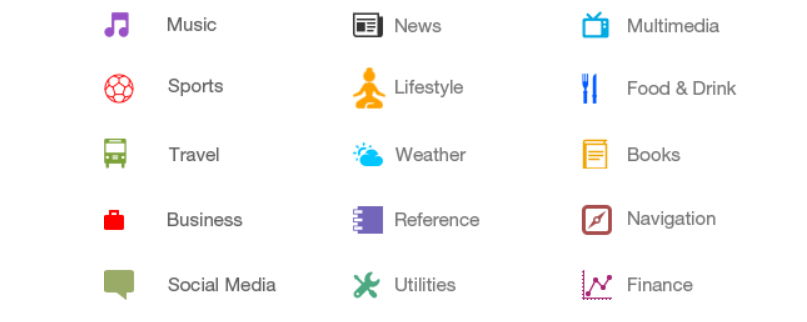 Music
News
Multimedia
Sports
Lifestyle
Food & Drink
Travel
Weather
Books
Business
Reference
Navigation
Social Media
Utilities
Finance